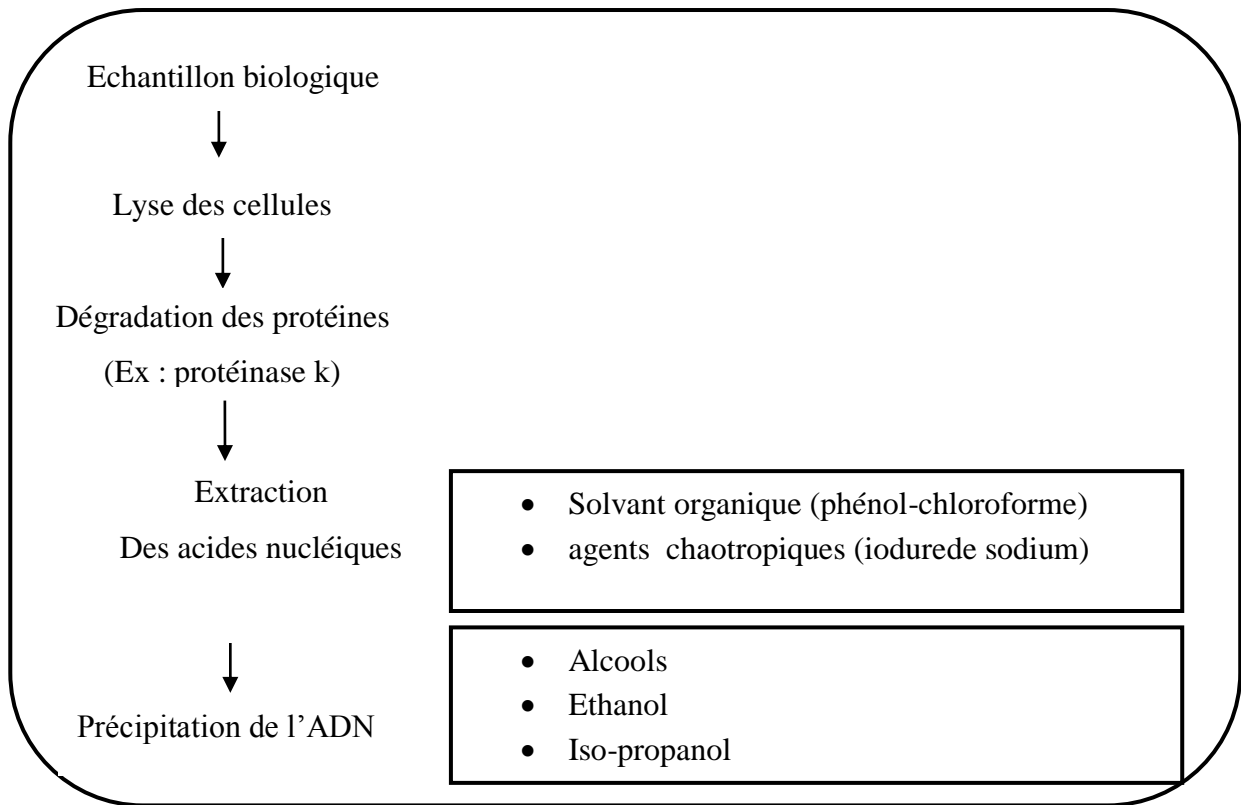 Echantillon biologique
Lyse des cellules
Dégradation des protéines
(Ex : protéinase k)
Extraction
Des acides nucléiques
• Solvant organique (phénol-chloroforme)
• agents chaotropiques (iodurede sodium)
Précipitation de l’ADN
• Alcools
• Ethanol
• Iso-propanol